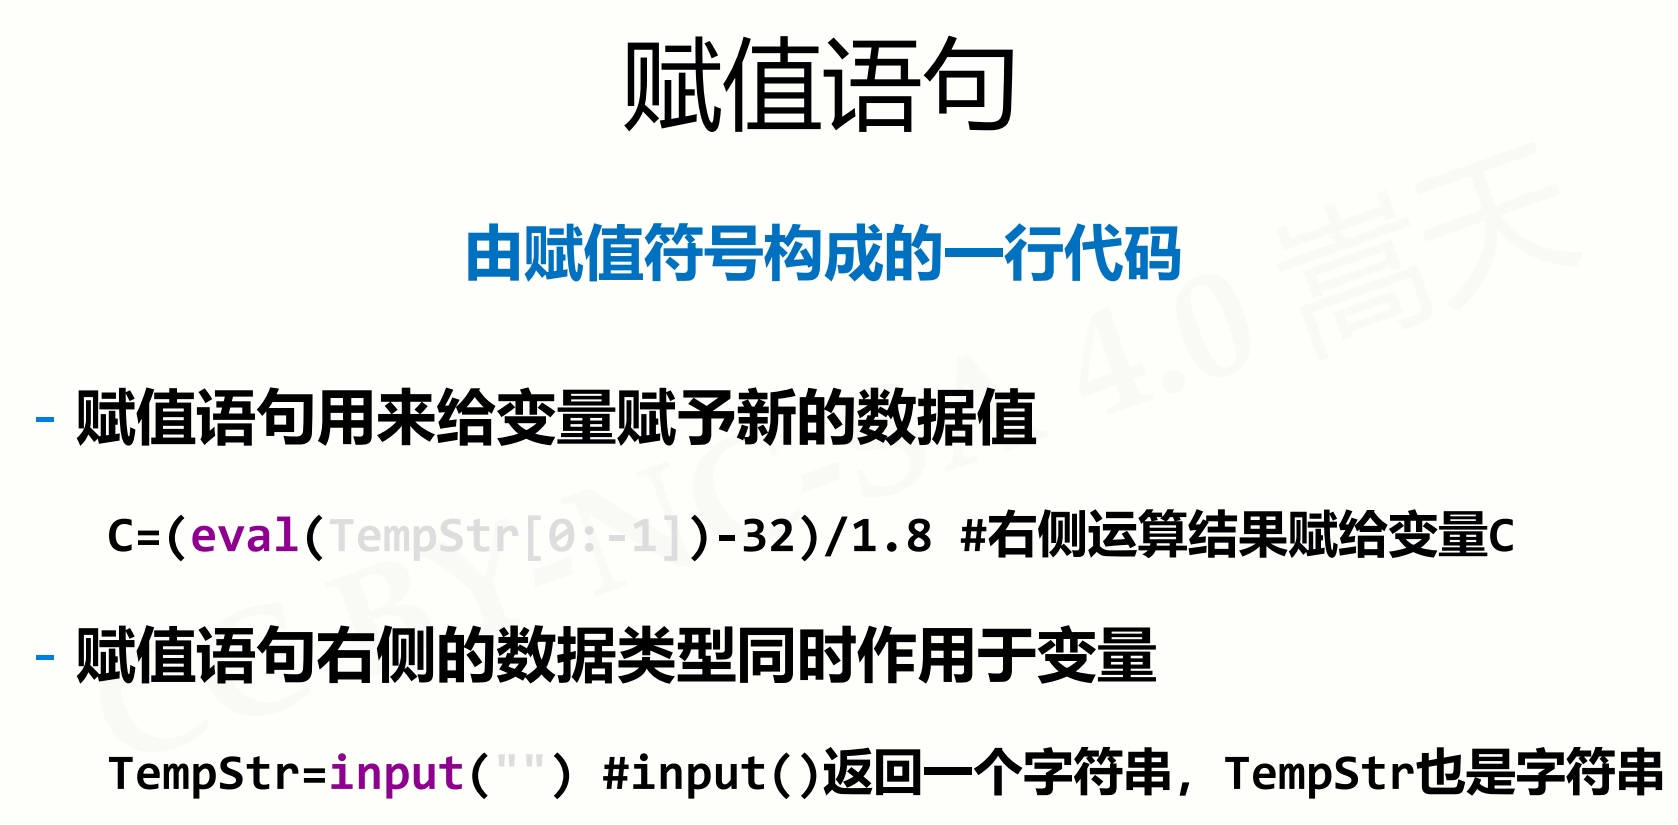 赋值语句
由赋值符号构成的一行代码
- 赋值语句用来给变量赋予新的数据值
C=(eval(TempStr[0:-1])-32)/1.8 #右侧运算结果赋给变量C
- 赋值语句右侧的数据类型同时作用于变量
TempStr=input("") #input()返回一个字符串，TempStr也是字符串
CC BY-NC-SA 4.0 嵩天